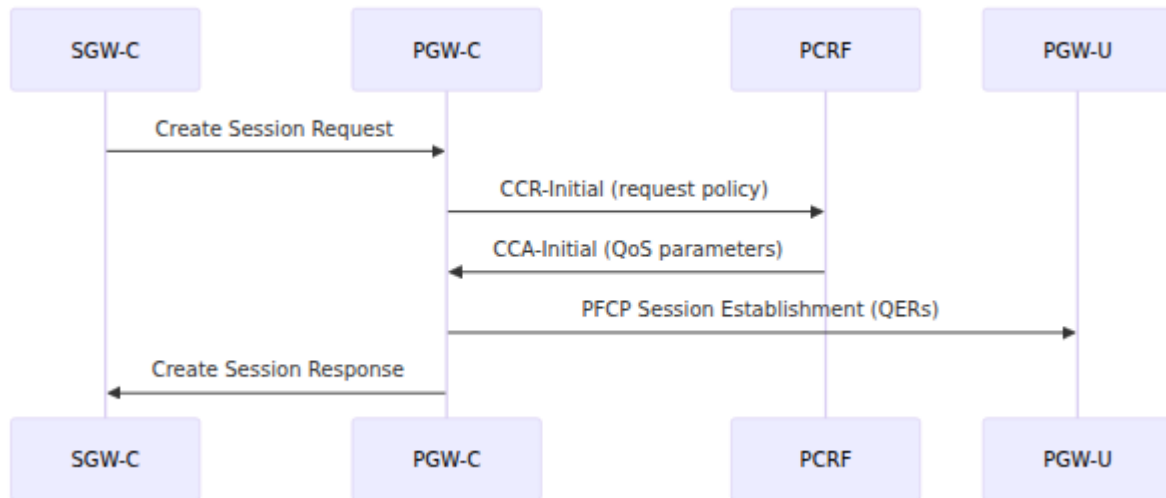 SGW-C
PGW-C
PCRF
PGW-U
Create Session Request
CCR-Initial (request policy)
CCA-Initial (QoS parameters)
PFCP Session Establishment (QERs)
Create Session Response
SGW-C
PGW-C
PCRF
PGW-U